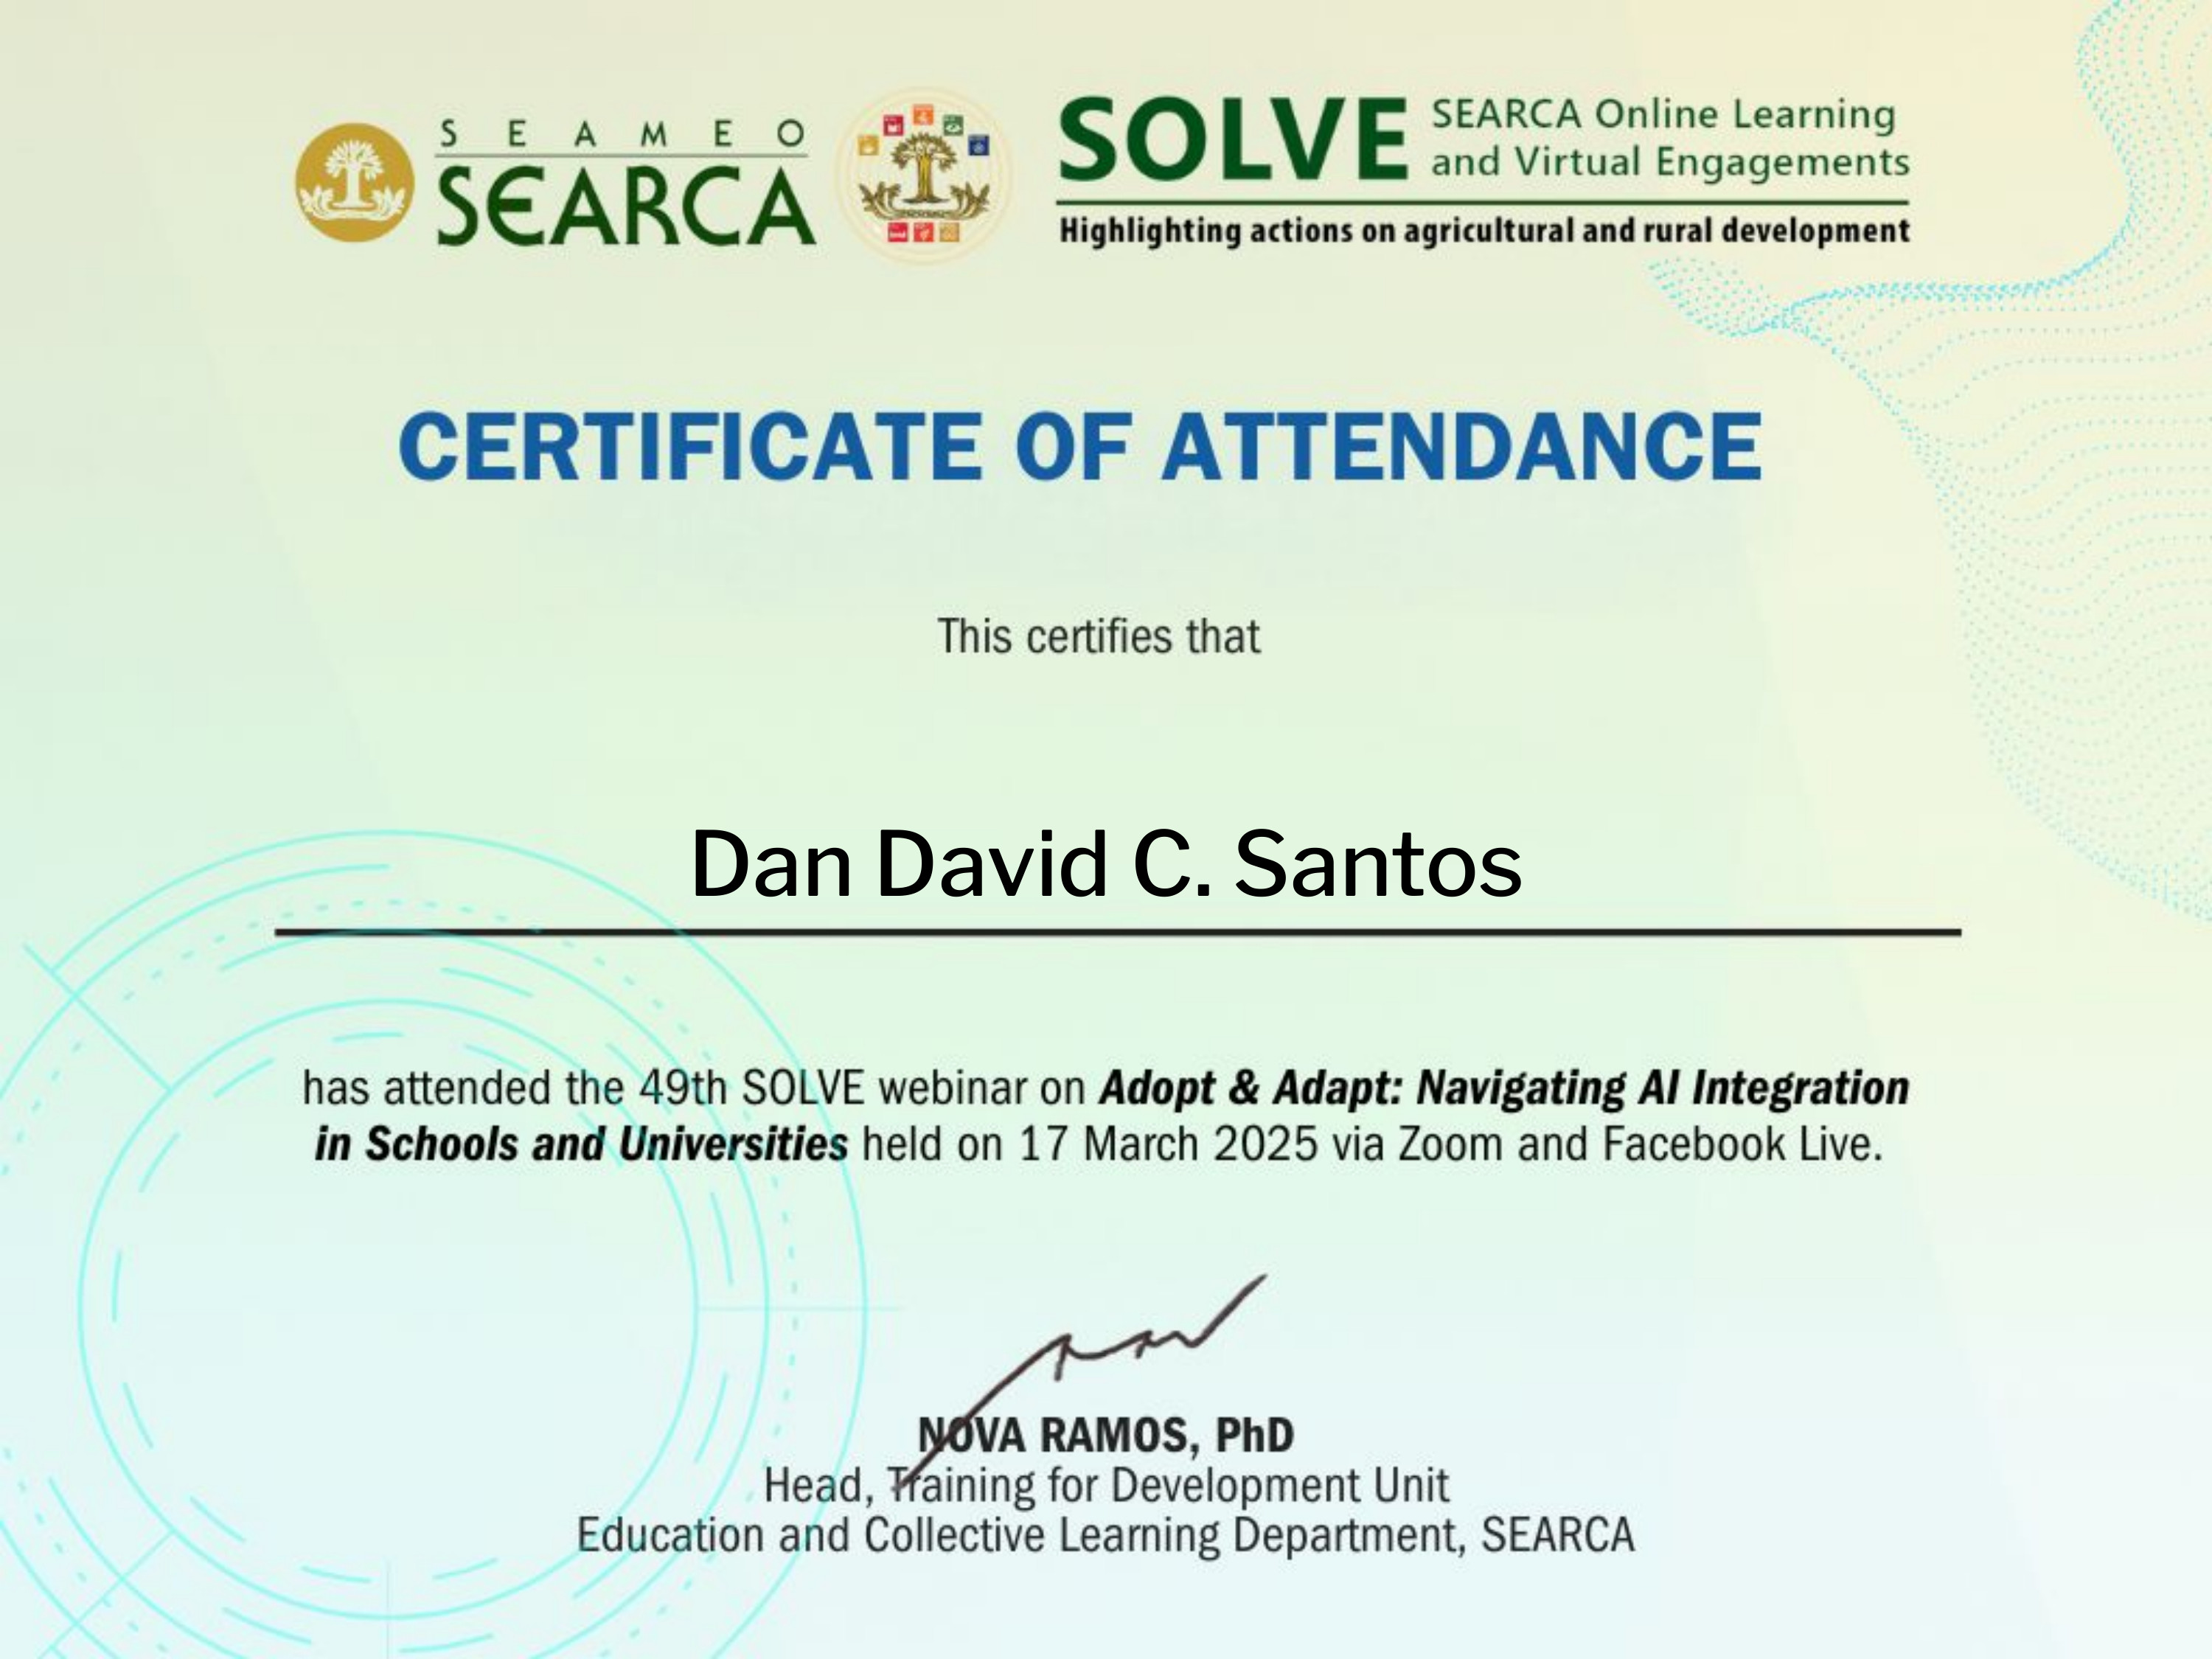 S E A M E O
SEARCA
SOLVE
SEARCA Online Learning
and Virtual Engagements
Highlighting actions on agricultural and rural development
CERTIFICATE OF ATTENDANCE
This certifies that
Dan David C. Santos
has attended the 49th SOLVE webinar on Adopt & Adapt: Navigating AI Integration
in Schools and Universities held on 17 March 2025 via Zoom and Facebook Live.
NOVA RAMOS, PhD
Head, Training for Development Unit
Education and Collective Learning Department, SEARCA